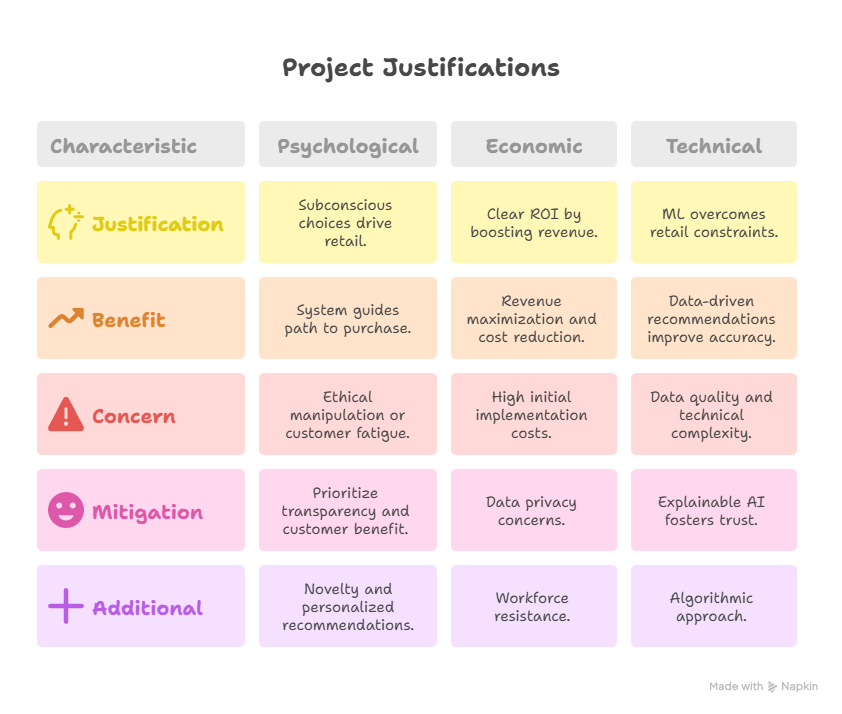 Project Justifications
Characteristic
Psychological
Economic
Technical
Justification
Subconscious
choices drive
retail.
Clear ROI by
boosting revenue.
ML overcomes
retail constraints.
Benefit
System guides
path to purchase.
Revenue
maximization and
cost reduction.
Data-driven
recommendations
improve accuracy.
Concern
Ethical
manipulation or
customer fatigue.
High initial
implementation
costs.
Data quality and
technical
complexity.
Mitigation
Prioritize
transparency and
customer benefit.
Data privacy
concerns.
Explainable AI
fosters trust.
Additional
Novelty and
personalized
recommendations.
Workforce
resistance.
Algorithmic
approach.
Made with Napkin